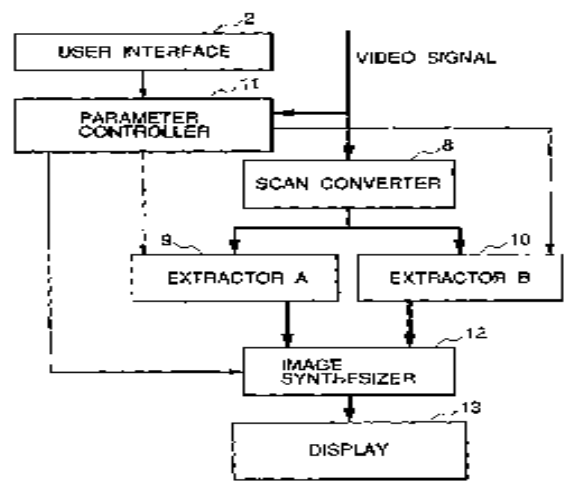 2
USER INTERFACE
VIDEO SIGNAL
11
PARAMETER
CONTROLLER
8
SCAN CONVERTER
9
EXTRACTOR A
10
EXTRACTOR B
12
IMAGE
SYNTHESIZER
13
DISPLAY